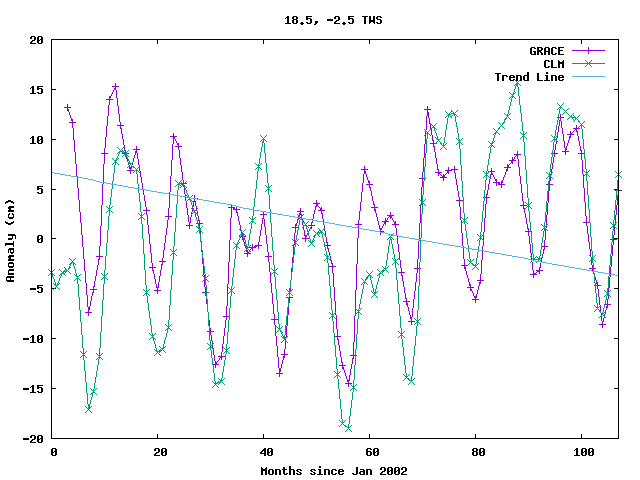 18.5, -2.5 TWS
GRACE
CLM
Trend Line
20
15
10
5
0
-5
-10
-15
-20
Anomaly (cm)
0 20 40 60 80 100
Months since Jan 2002